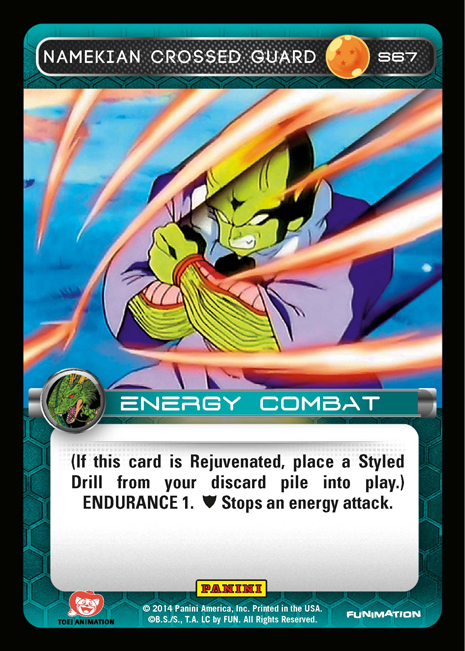 NAMEKIAN CROSSED GUARD S67
ENERGY COMBAT
(If this card is Rejuvenated, place a Styled
Drill from your discard pile into play.)
ENDURANCE 1. Stops an energy attack.
PANINI
TOEI ANIMATION
© 2014 Panini America, Inc. Printed in the USA.
©B.S./S., T.A. LC by FUN. All Rights Reserved.
FUNIMATION